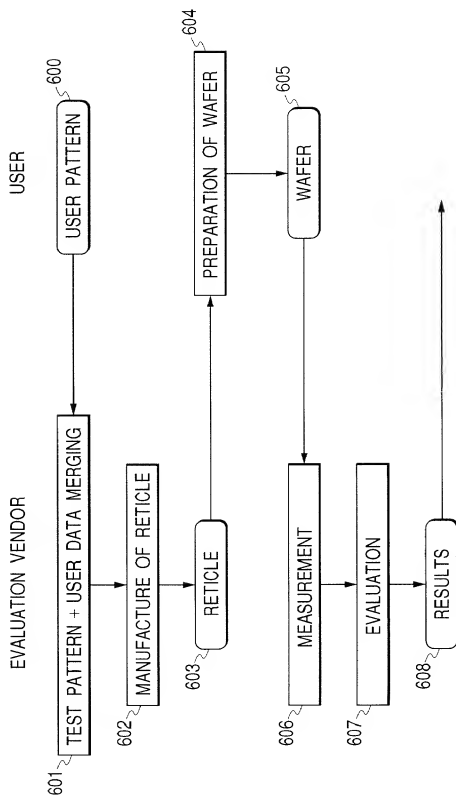 EVALUATION VENDOR
USER
USER PATTERN
600
TEST PATTERN + USER DATA MERGING
601
MANUFACTURE OF RETICLE
602
RETICLE
603
PREPARATION OF WAFER
604
WAFER
605
MEASUREMENT
606
EVALUATION
607
RESULTS
608